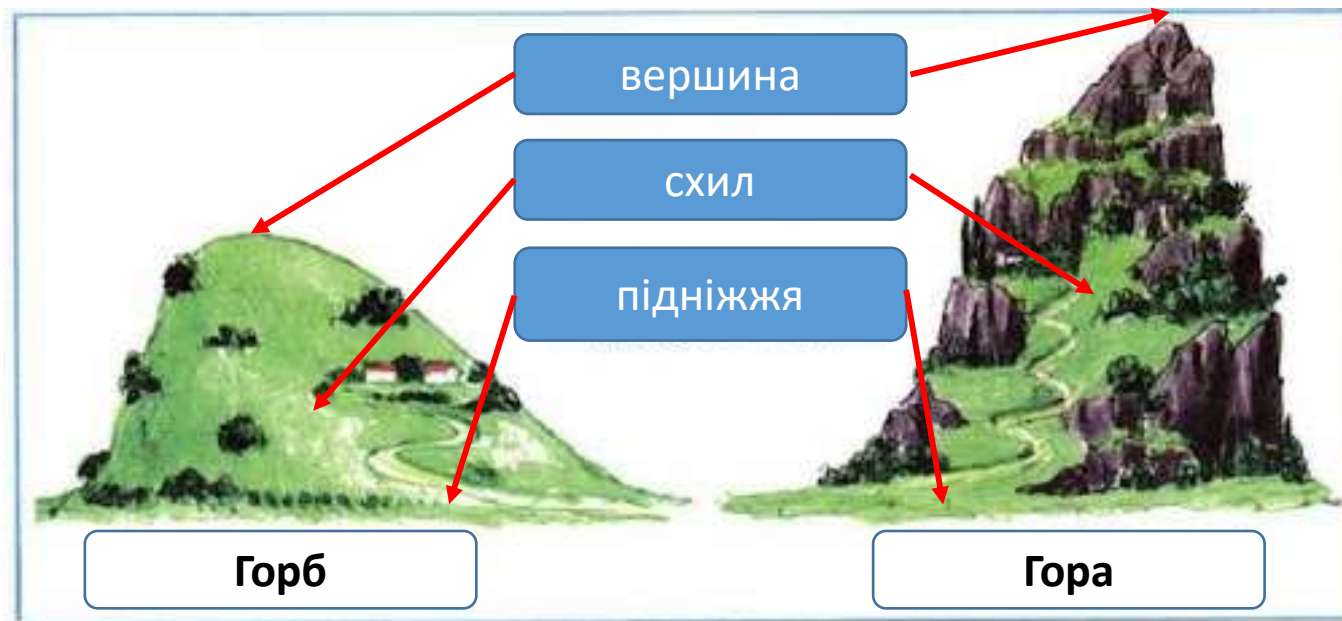 вершина
схил
підніжжя
Горб
Гора